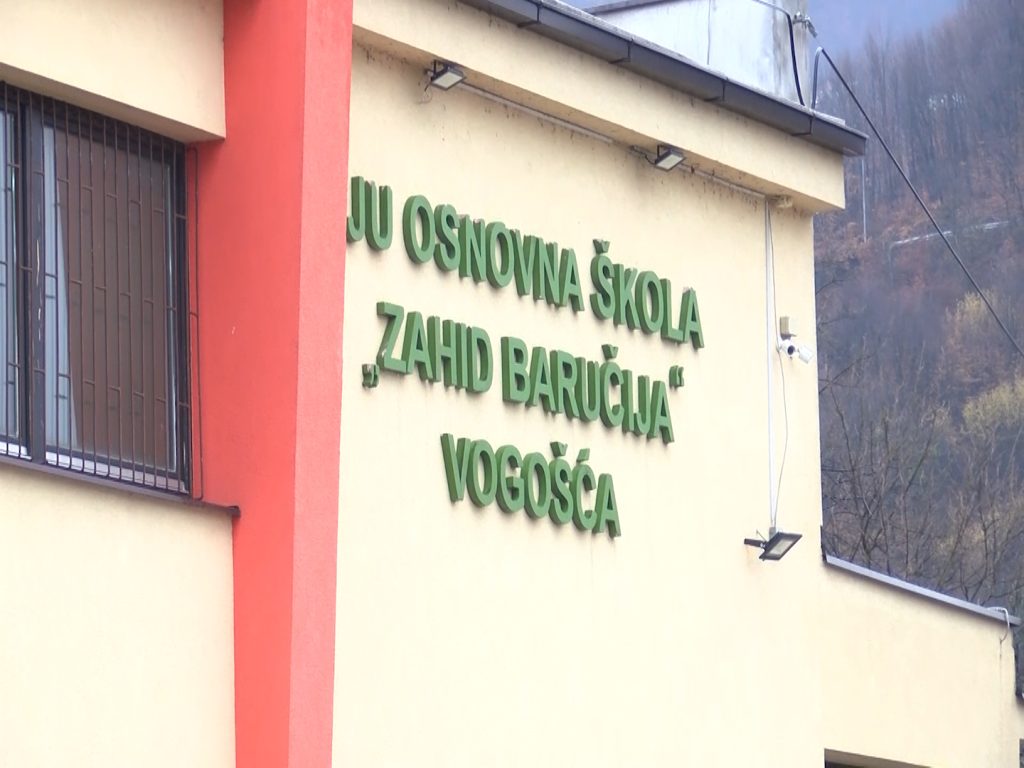 JU OSNOVNA ŠKOLA
„ZAHID BARUČIJA“
VOGOŠĆA